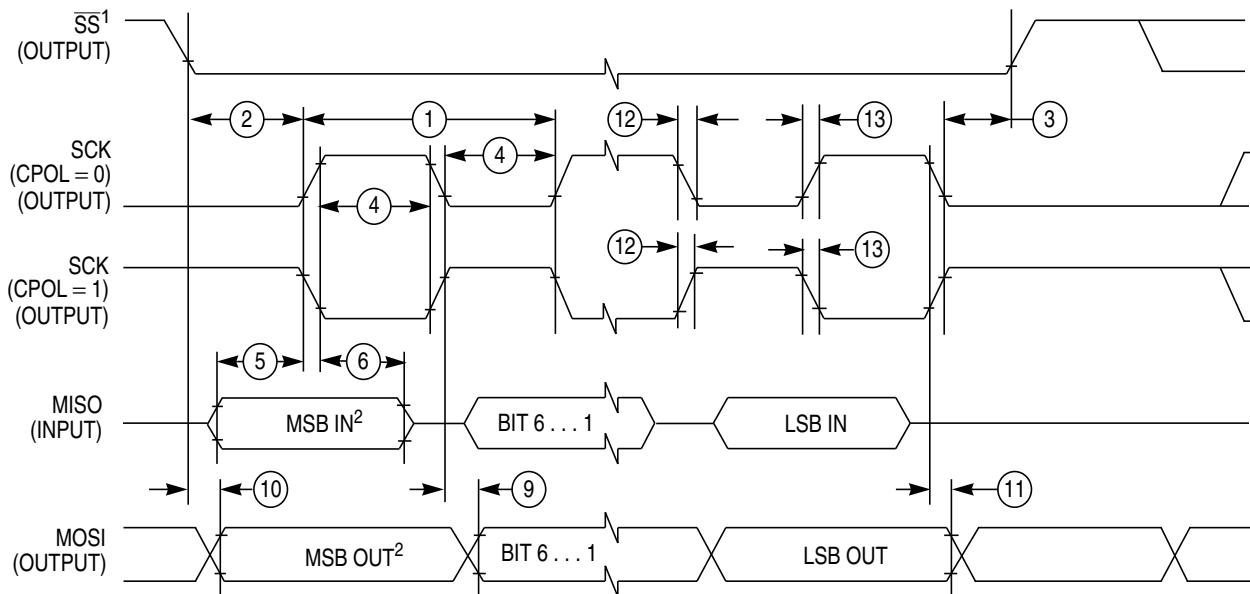 SS¹
(OUTPUT)
2
1
12
13
3
SCK
(CPOL = 0)
(OUTPUT)
4
4
SCK
(CPOL = 1)
(OUTPUT)
12
13
5
6
MISO
(INPUT)
MSB IN²
BIT 6 . . . 1
LSB IN
10
9
11
MOSI
(OUTPUT)
MSB OUT²
BIT 6 . . . 1
LSB OUT